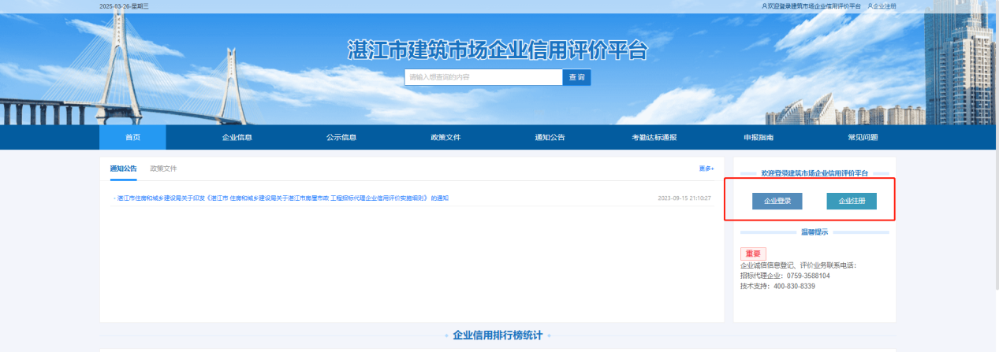 2025-03-26-星期三
欢迎登录建筑市场企业信用评价平台 企业注册
湛江市建筑市场企业信用评价平台
请输入想查询的内容 查 询
首页 企业信息 公示信息 政策文件 通知公告 考勤达标通报 申报指南 常见问题
通知公告 政策文件 更多+
· 湛江市住房和城乡建设局关于印发《湛江市 住房和城乡建设局关于湛江市房屋市政 工程招标代理企业信用评价实施细则》 的通知 2023-09-15 21:10:27
欢迎登录建筑市场企业信用评价平台
企业登录 企业注册
温馨提示
重要
企业诚信信息登记、评价业务联系电话：
招标代理企业：0759-3588104
技术支持：400-830-8339
企业信用排行榜统计